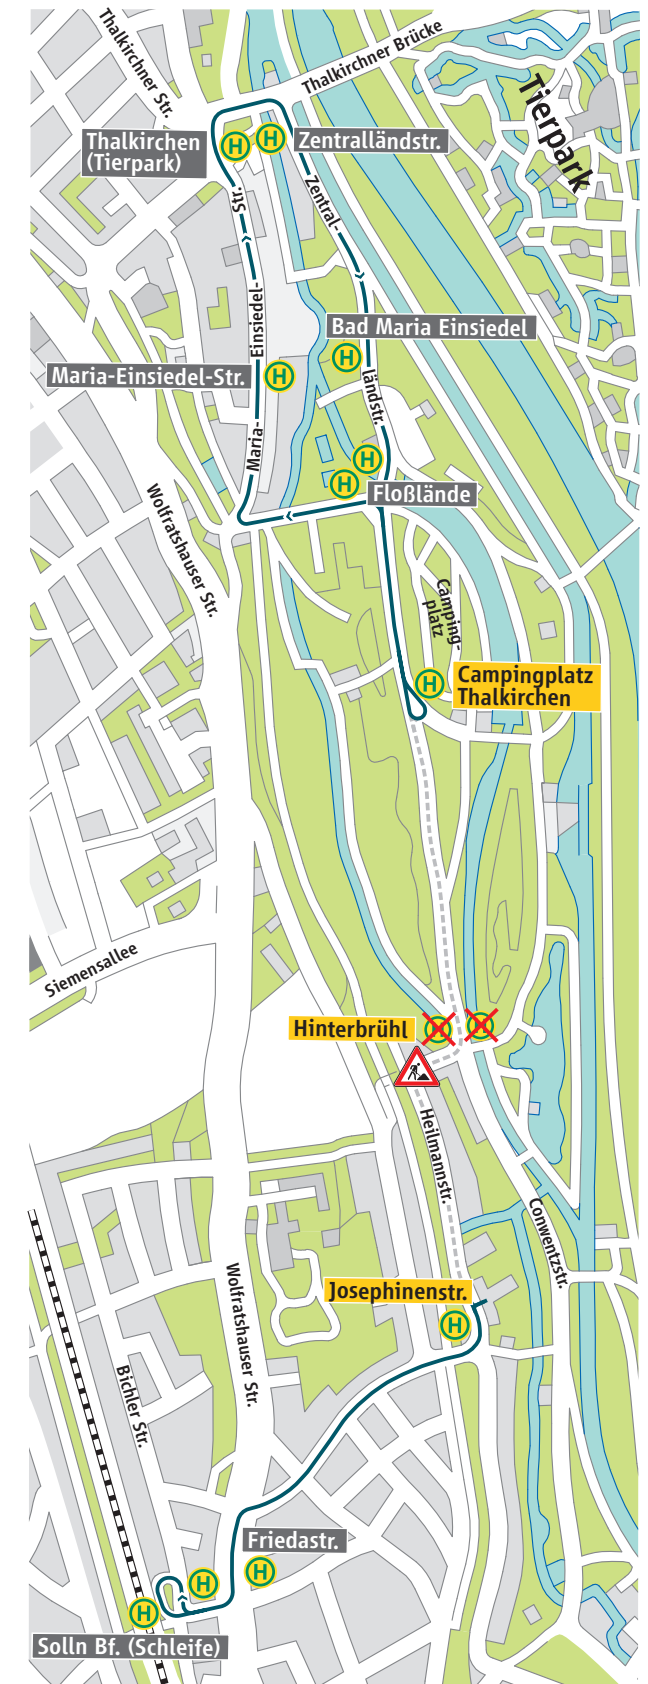 Thalkirchner Str.
Thalkirchner Brücke
Tierpark
Thalkirchen
(Tierpark)
H
H
Zentralländstr.
Str.
Zentral-
Einsiedel-
Bad Maria Einsiedel
H
Maria-Einsiedel-Str.
H
ländstr.
Maria-
H
H
Floßlände
Wolfratshauser Str.
Camping-
platz
H
Campingplatz
Thalkirchen
Siemensallee
Hinterbrühl
H
H
Heilmannstr.
Conwentzstr.
Wolfratshauser Str.
Josephinenstr.
H
Bichler Str.
Friedastr.
H
H
H
Solln Bf. (Schleife)